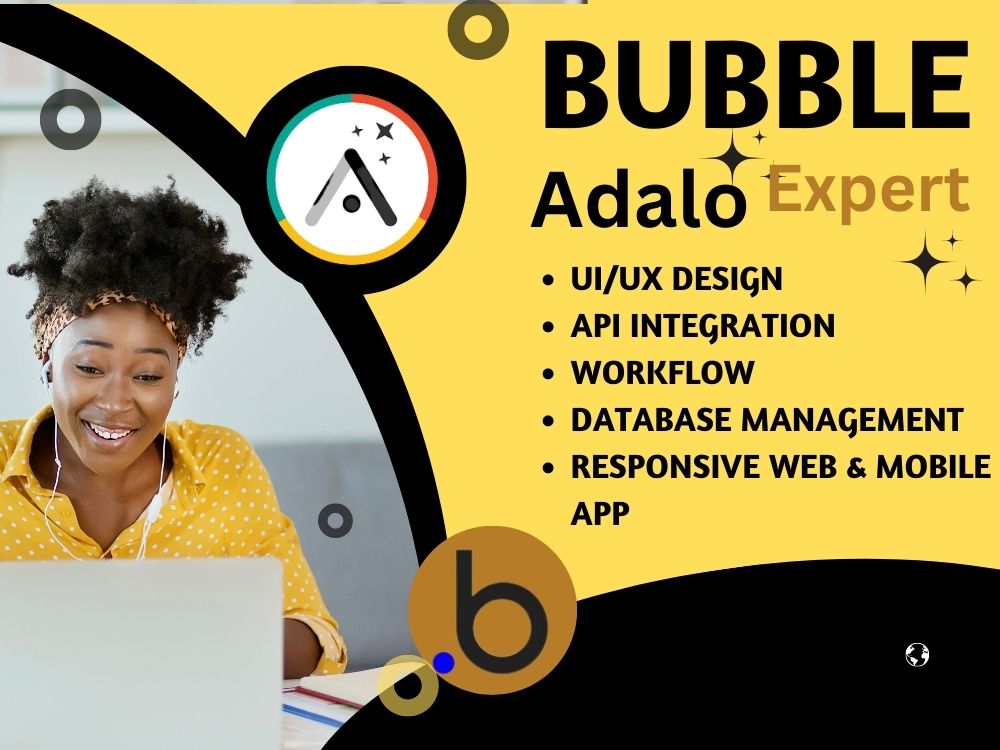 BUBBLE
Adalo Expert
• UI/UX DESIGN
• API INTEGRATION
• WORKFLOW
• DATABASE MANAGEMENT
• RESPONSIVE WEB & MOBILE
APP
.b